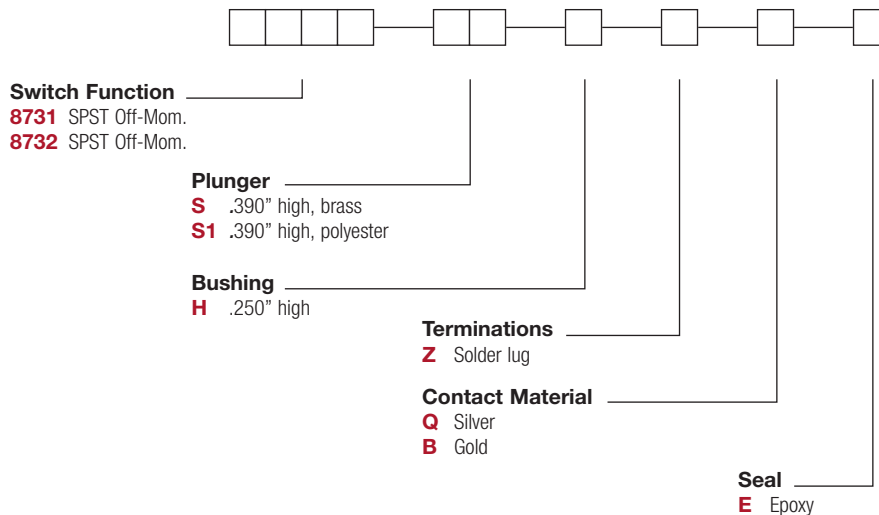 Switch Function
8731 SPST Off-Mom.
8732 SPST Off-Mom.
Plunger
S .390” high, brass
S1 .390” high, polyester
Bushing
H .250” high
Terminations
Z Solder lug
Contact Material
Q Silver
B Gold
Seal
E Epoxy